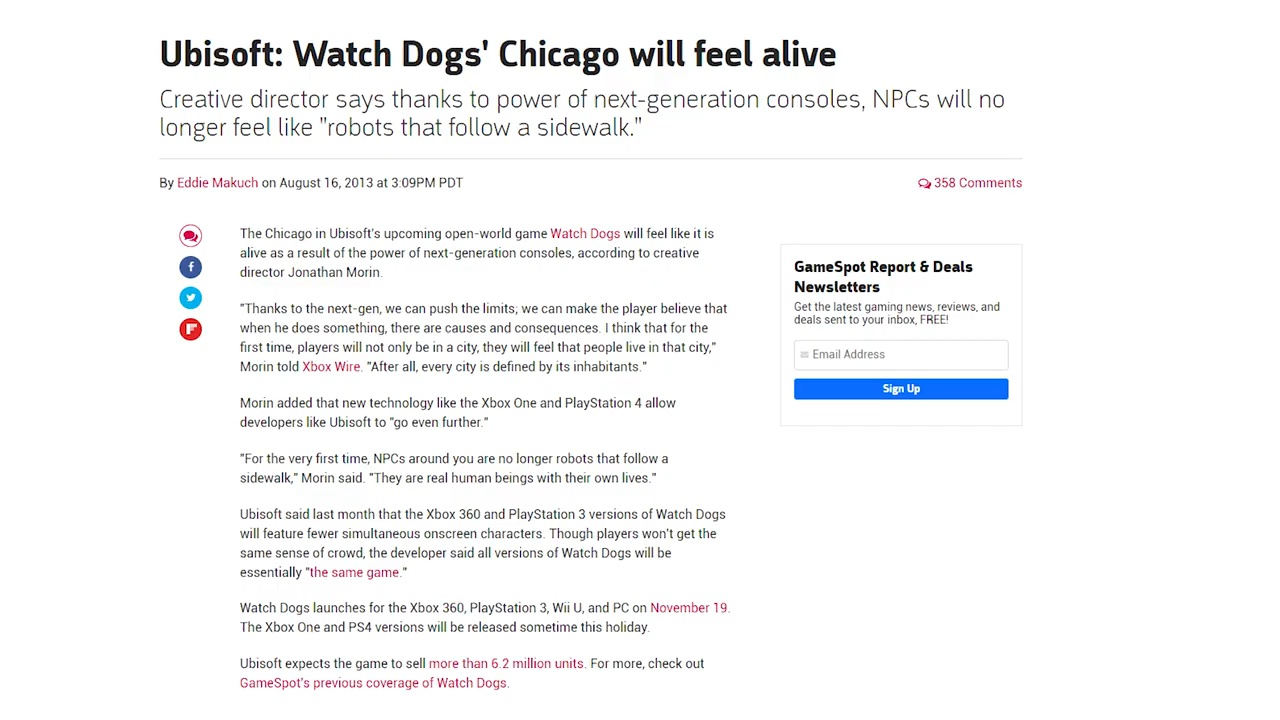 Ubisoft: Watch Dogs' Chicago will feel alive
Creative director says thanks to power of next-generation consoles, NPCs will no
longer feel like "robots that follow a sidewalk."
By Eddie Makuch on August 16, 2013 at 3:09PM PDT
358 Comments
The Chicago in Ubisoft's upcoming open-world game Watch Dogs will feel like it is
alive as a result of the power of next-generation consoles, according to creative
director Jonathan Morin.
"Thanks to the next-gen, we can push the limits; we can make the player believe that
when he does something, there are causes and consequences. I think that for the
first time, players will not only be in a city, they will feel that people live in that city,"
Morin told Xbox Wire. "After all, every city is defined by its inhabitants."
Morin added that new technology like the Xbox One and PlayStation 4 allow
developers like Ubisoft to "go even further."
"For the very first time, NPCs around you are no longer robots that follow a
sidewalk," Morin said. "They are real human beings with their own lives."
Ubisoft said last month that the Xbox 360 and PlayStation 3 versions of Watch Dogs
will feature fewer simultaneous onscreen characters. Though players won't get the
same sense of crowd, the developer said all versions of Watch Dogs will be
essentially "the same game."
Watch Dogs launches for the Xbox 360, PlayStation 3, Wii U, and PC on November 19.
The Xbox One and PS4 versions will be released sometime this holiday.
Ubisoft expects the game to sell more than 6.2 million units. For more, check out
GameSpot's previous coverage of Watch Dogs.
GameSpot Report & Deals
Newsletters
Get the latest gaming news, reviews, and
deals sent to your inbox, FREE!
Email Address
Sign Up